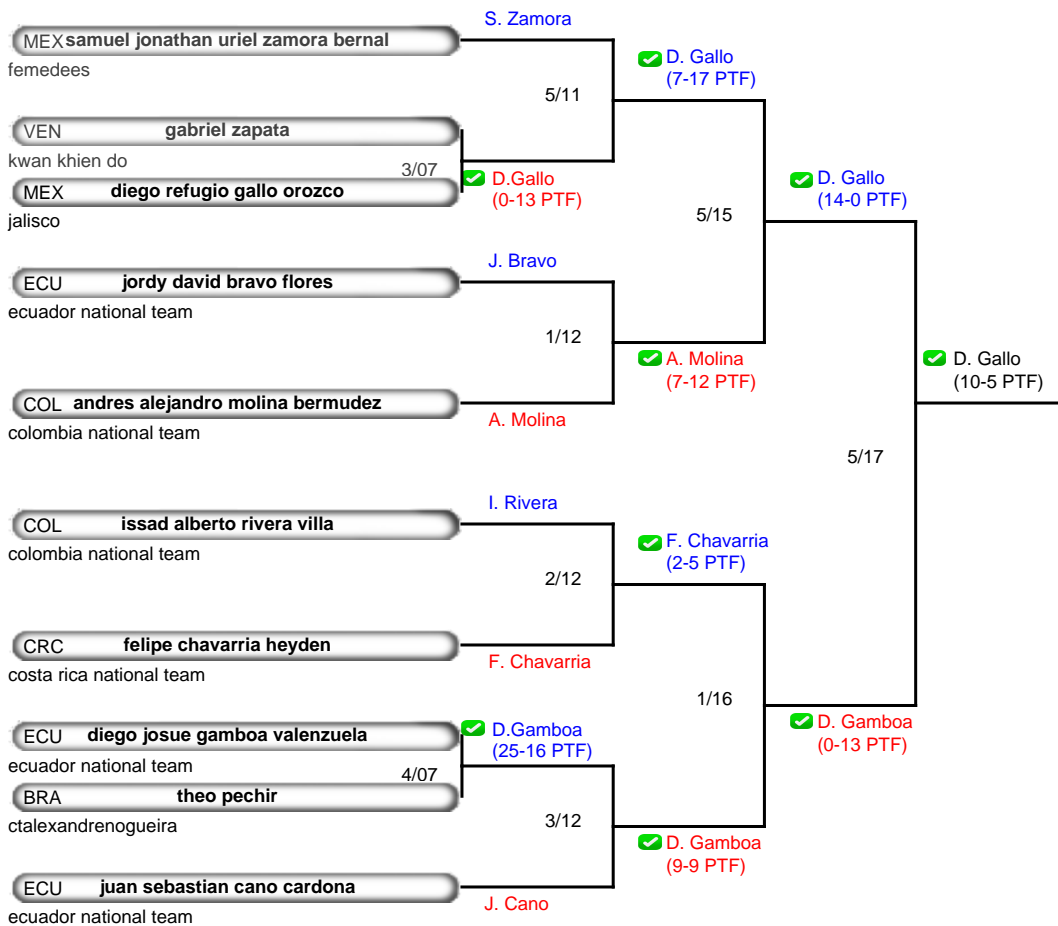 S. Zamora
MEX samuel jonathan uriel zamora bernal
femedees
D. Gallo
(7-17 PTF)
5/11
VEN gabriel zapata
kwan khien do
3/07
D.Gallo
(0-13 PTF)
MEX diego refugio gallo orozco
jalisco
D. Gallo
(14-0 PTF)
5/15
J. Bravo
ECU jordy david bravo flores
ecuador national team
1/12
A. Molina
(7-12 PTF)
D. Gallo
(10-5 PTF)
COL andres alejandro molina bermudez
colombia national team
A. Molina
5/17
I. Rivera
COL issad alberto rivera villa
colombia national team
F. Chavarria
(2-5 PTF)
2/12
CRC felipe chavarria heyden
costa rica national team
F. Chavarria
1/16
ECU diego josue gamboa valenzuela
ecuador national team
D.Gamboa
(25-16 PTF)
D. Gamboa
(0-13 PTF)
4/07
BRA theo pechir
ctalexandrenogueira
3/12
D. Gamboa
(9-9 PTF)
ECU juan sebastian cano cardona
ecuador national team
J. Cano